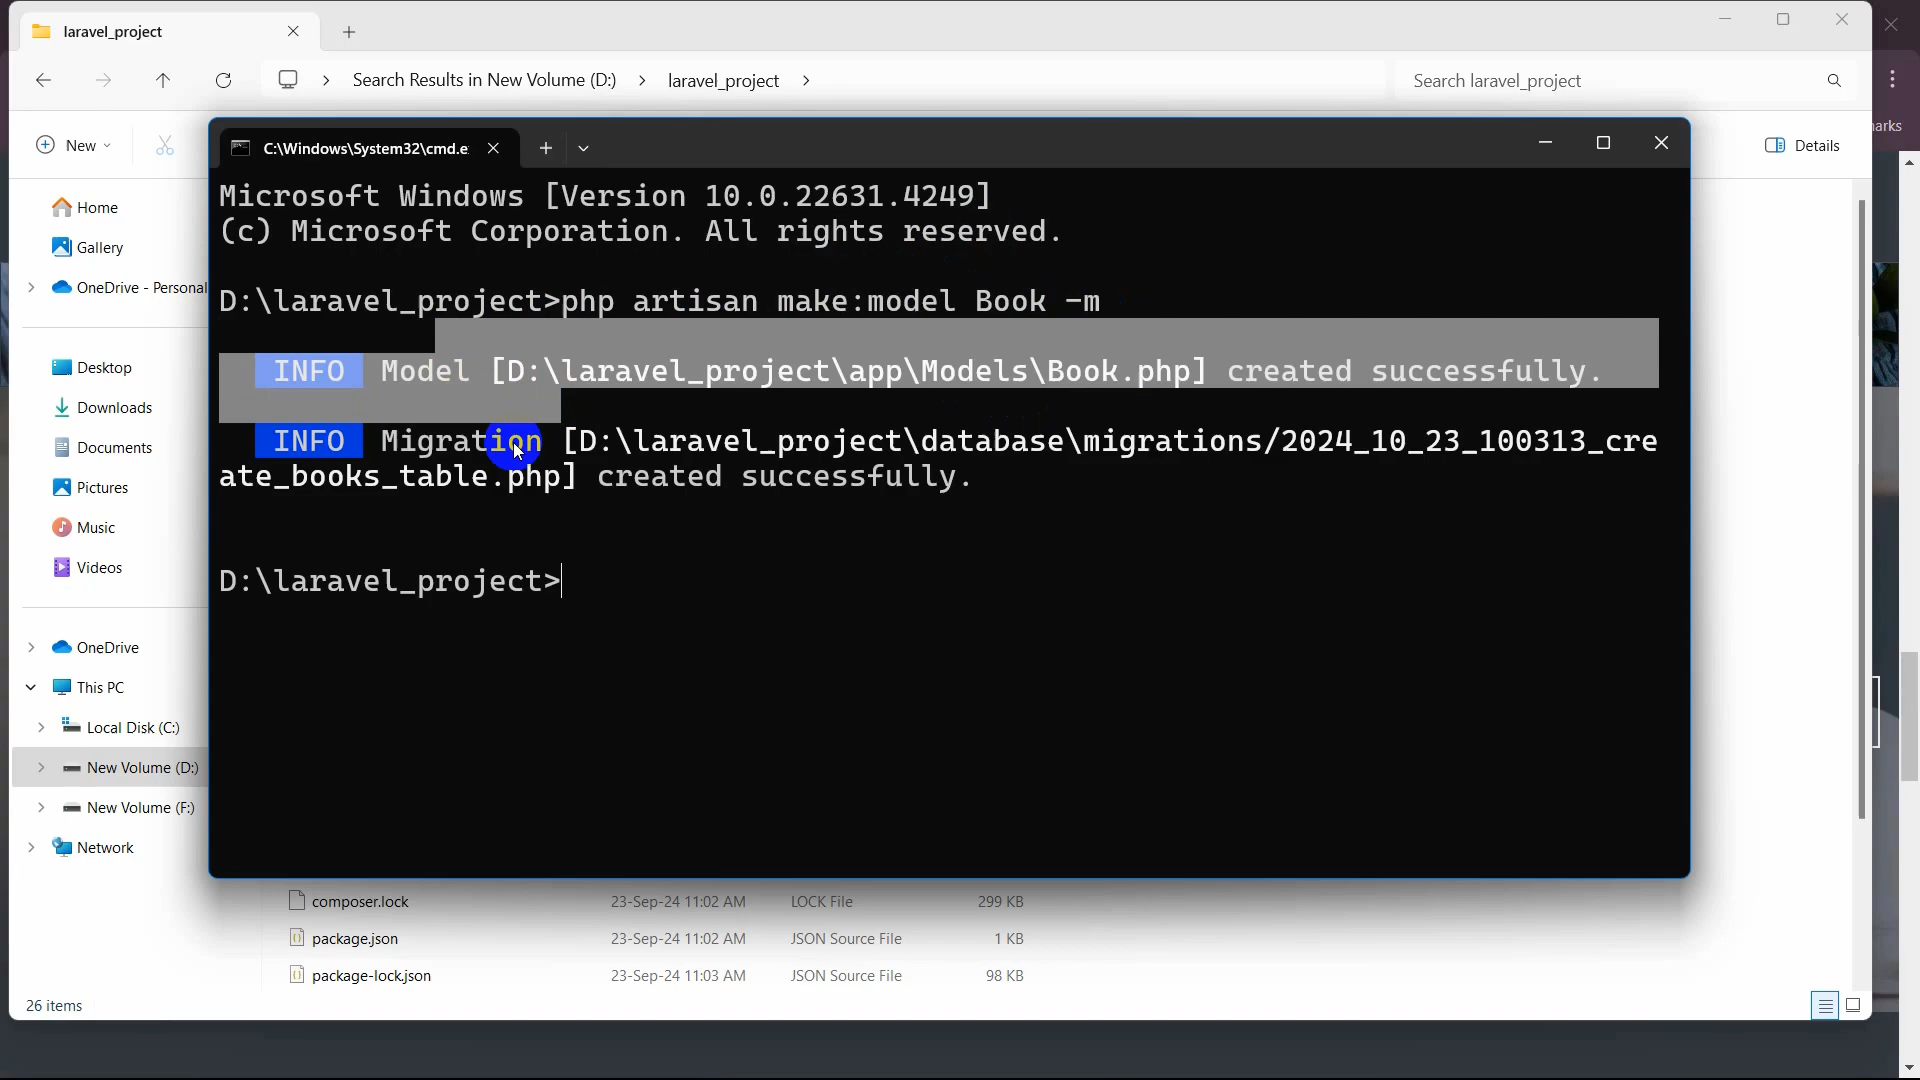 laravel_project
Search Results in New Volume (D:) > laravel_project >
Search laravel_project
New
Details
arks
C:\Windows\System32\cmd.e
Microsoft Windows [Version 10.0.22631.4249]
(c) Microsoft Corporation. All rights reserved.
D:\laravel_project>php artisan make:model Book -m
INFO Model [D:\laravel_project\app\Models\Book.php] created successfully.
INFO Migration [D:\laravel_project\database\migrations/2024_10_23_100313_cre
ate_books_table.php] created successfully.
D:\laravel_project>
Home
Gallery
OneDrive - Personal
Desktop
Downloads
Documents
Pictures
Music
Videos
OneDrive
This PC
Local Disk (C:)
New Volume (D:)
New Volume (F:)
Network
composer.lock 23-Sep-24 11:02 AM LOCK File 299 KB
package.json 23-Sep-24 11:02 AM JSON Source File 1 KB
package-lock.json 23-Sep-24 11:03 AM JSON Source File 98 KB
26 items